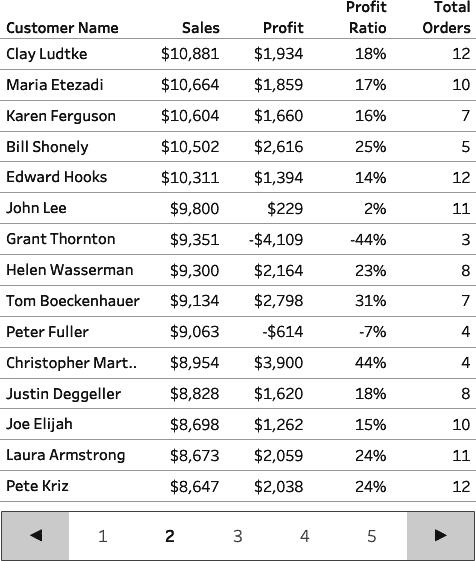 Customer Name Sales Profit Profit Ratio Total Orders
Clay Ludtke $10,881 $1,934 18% 12
Maria Etezadi $10,664 $1,859 17% 10
Karen Ferguson $10,604 $1,660 16% 7
Bill Shonely $10,502 $2,616 25% 5
Edward Hooks $10,311 $1,394 14% 12
John Lee $9,800 $229 2% 11
Grant Thornton $9,351 -$4,109 -44% 3
Helen Wasserman $9,300 $2,164 23% 8
Tom Boeckenhauer $9,134 $2,798 31% 7
Peter Fuller $9,063 -$614 -7% 4
Christopher Mart.. $8,954 $3,900 44% 4
Justin Deggeller $8,828 $1,620 18% 8
Joe Elijah $8,698 $1,262 15% 10
Laura Armstrong $8,673 $2,059 24% 11
Pete Kriz $8,647 $2,038 24% 12
◄ 1 2 3 4 5 ►